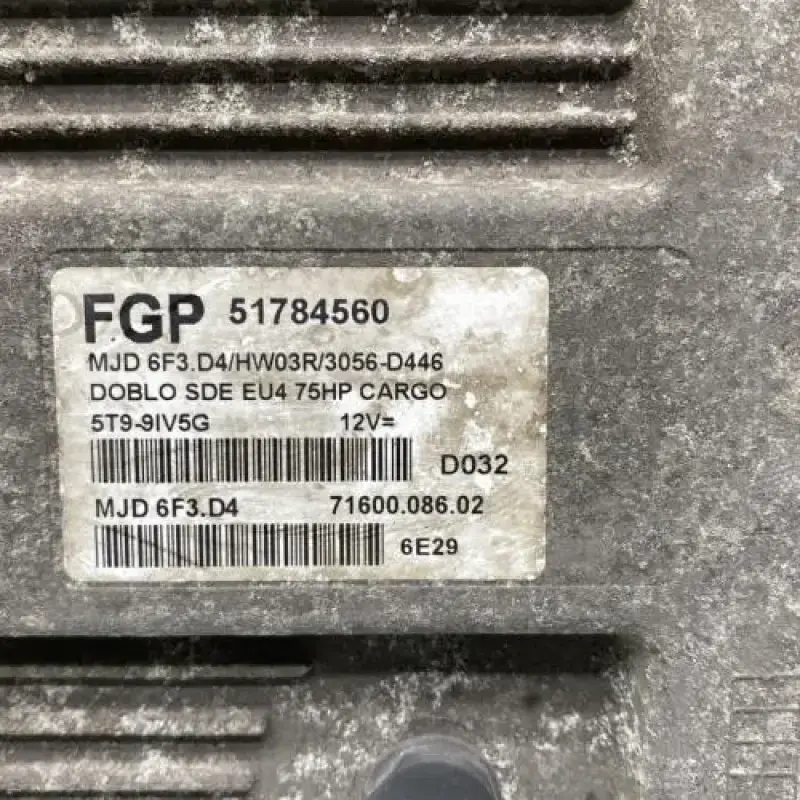 FGP 51784560
MJD 6F3.D4/HW03R/3056-D446
DOBLO SDE EU4 75HP CARGO
5T9-9IV5G 12V=
D032
MJD 6F3.D4 71600.086.02
6E29